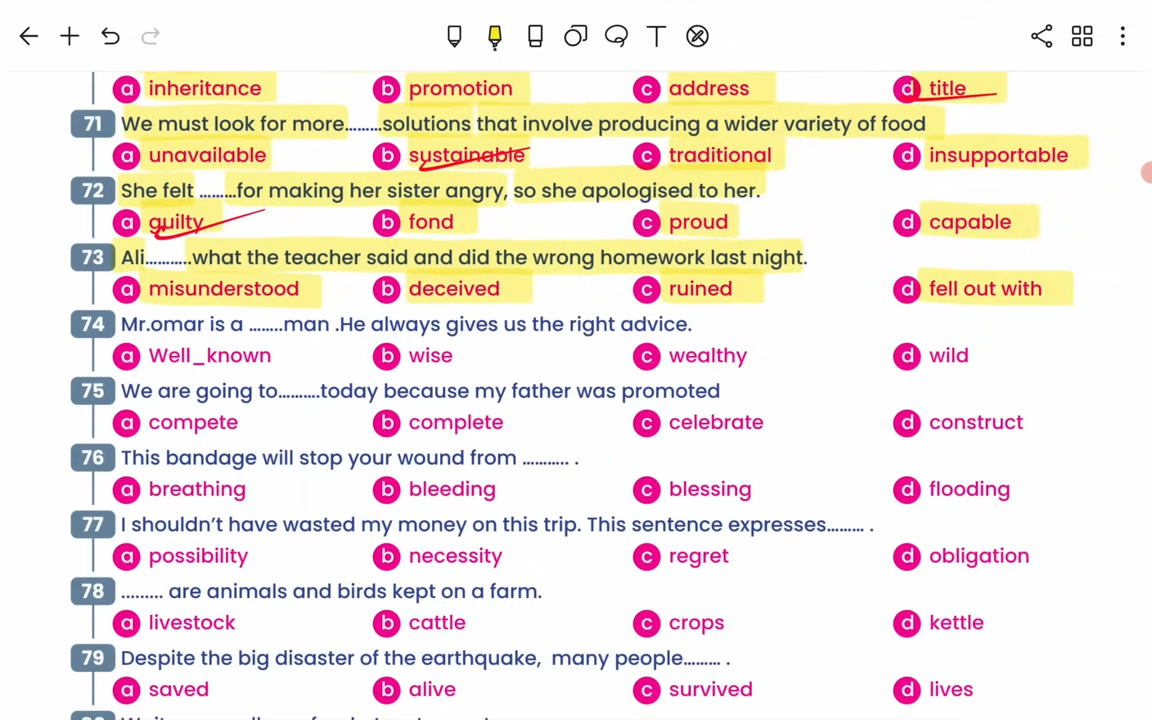 a inheritance b promotion c address d title
71 We must look for more.........solutions that involve producing a wider variety of food
a unavailable b sustainable c traditional d insupportable
72 She felt .........for making her sister angry, so she apologised to her.
a guilty b fond c proud d capable
73 Ali...........what the teacher said and did the wrong homework last night.
a misunderstood b deceived c ruined d fell out with
74 Mr.omar is a ........man .He always gives us the right advice.
a Well_known b wise c wealthy d wild
75 We are going to..........today because my father was promoted
a compete b complete c celebrate d construct
76 This bandage will stop your wound from ........... .
a breathing b bleeding c blessing d flooding
77 I shouldn't have wasted my money on this trip. This sentence expresses......... .
a possibility b necessity c regret d obligation
78 ......... are animals and birds kept on a farm.
a livestock b cattle c crops d kettle
79 Despite the big disaster of the earthquake, many people......... .
a saved b alive c survived d lives